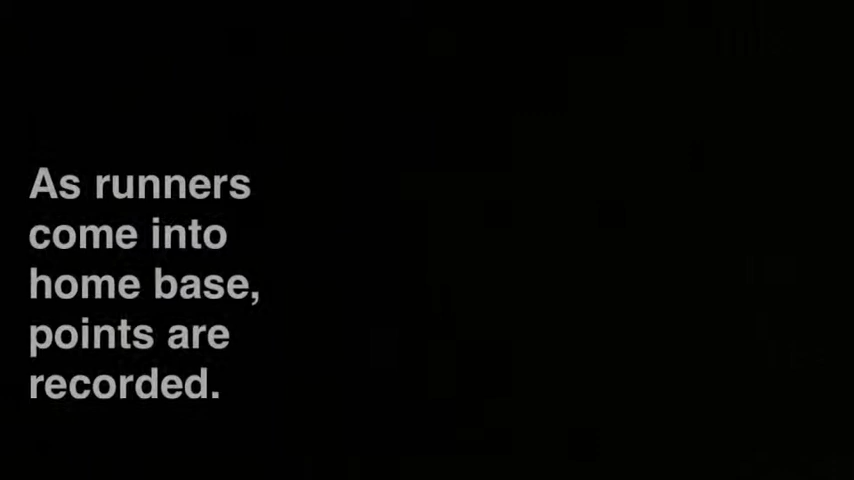 As runners
come into
home base,
points are
recorded.